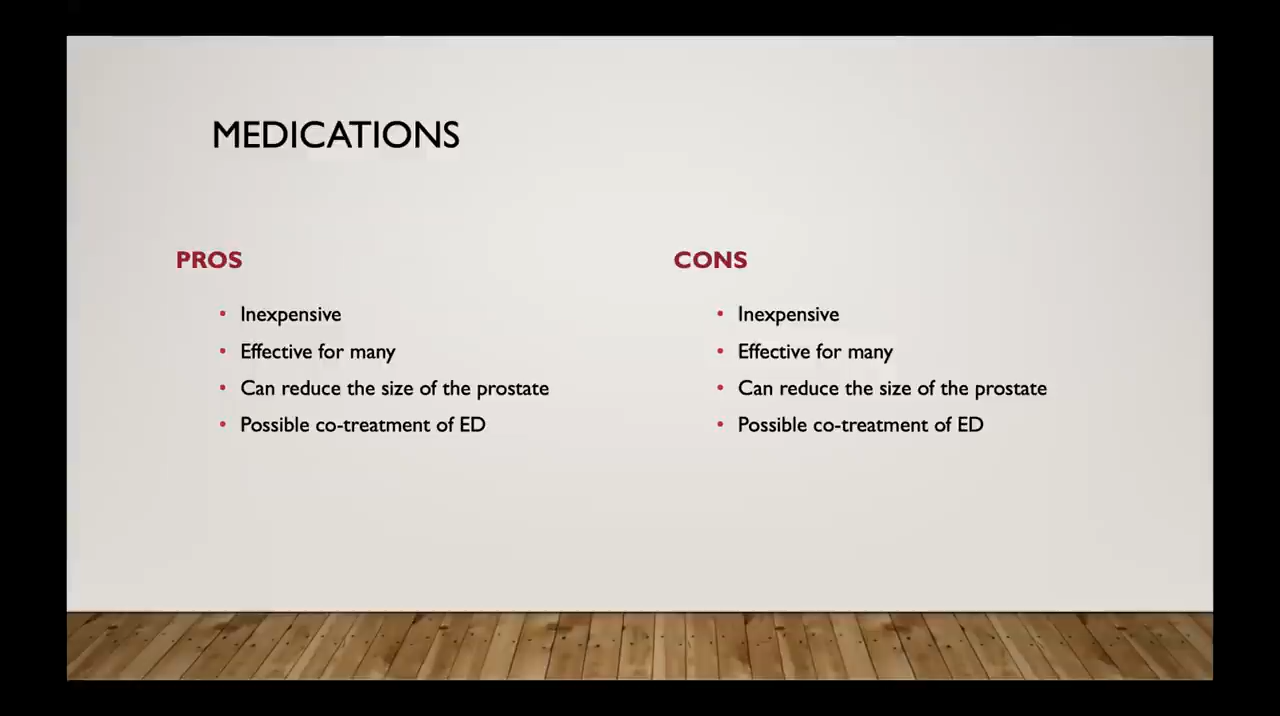 MEDICATIONS
PROS
• Inexpensive
• Effective for many
• Can reduce the size of the prostate
• Possible co-treatment of ED
CONS
• Inexpensive
• Effective for many
• Can reduce the size of the prostate
• Possible co-treatment of ED